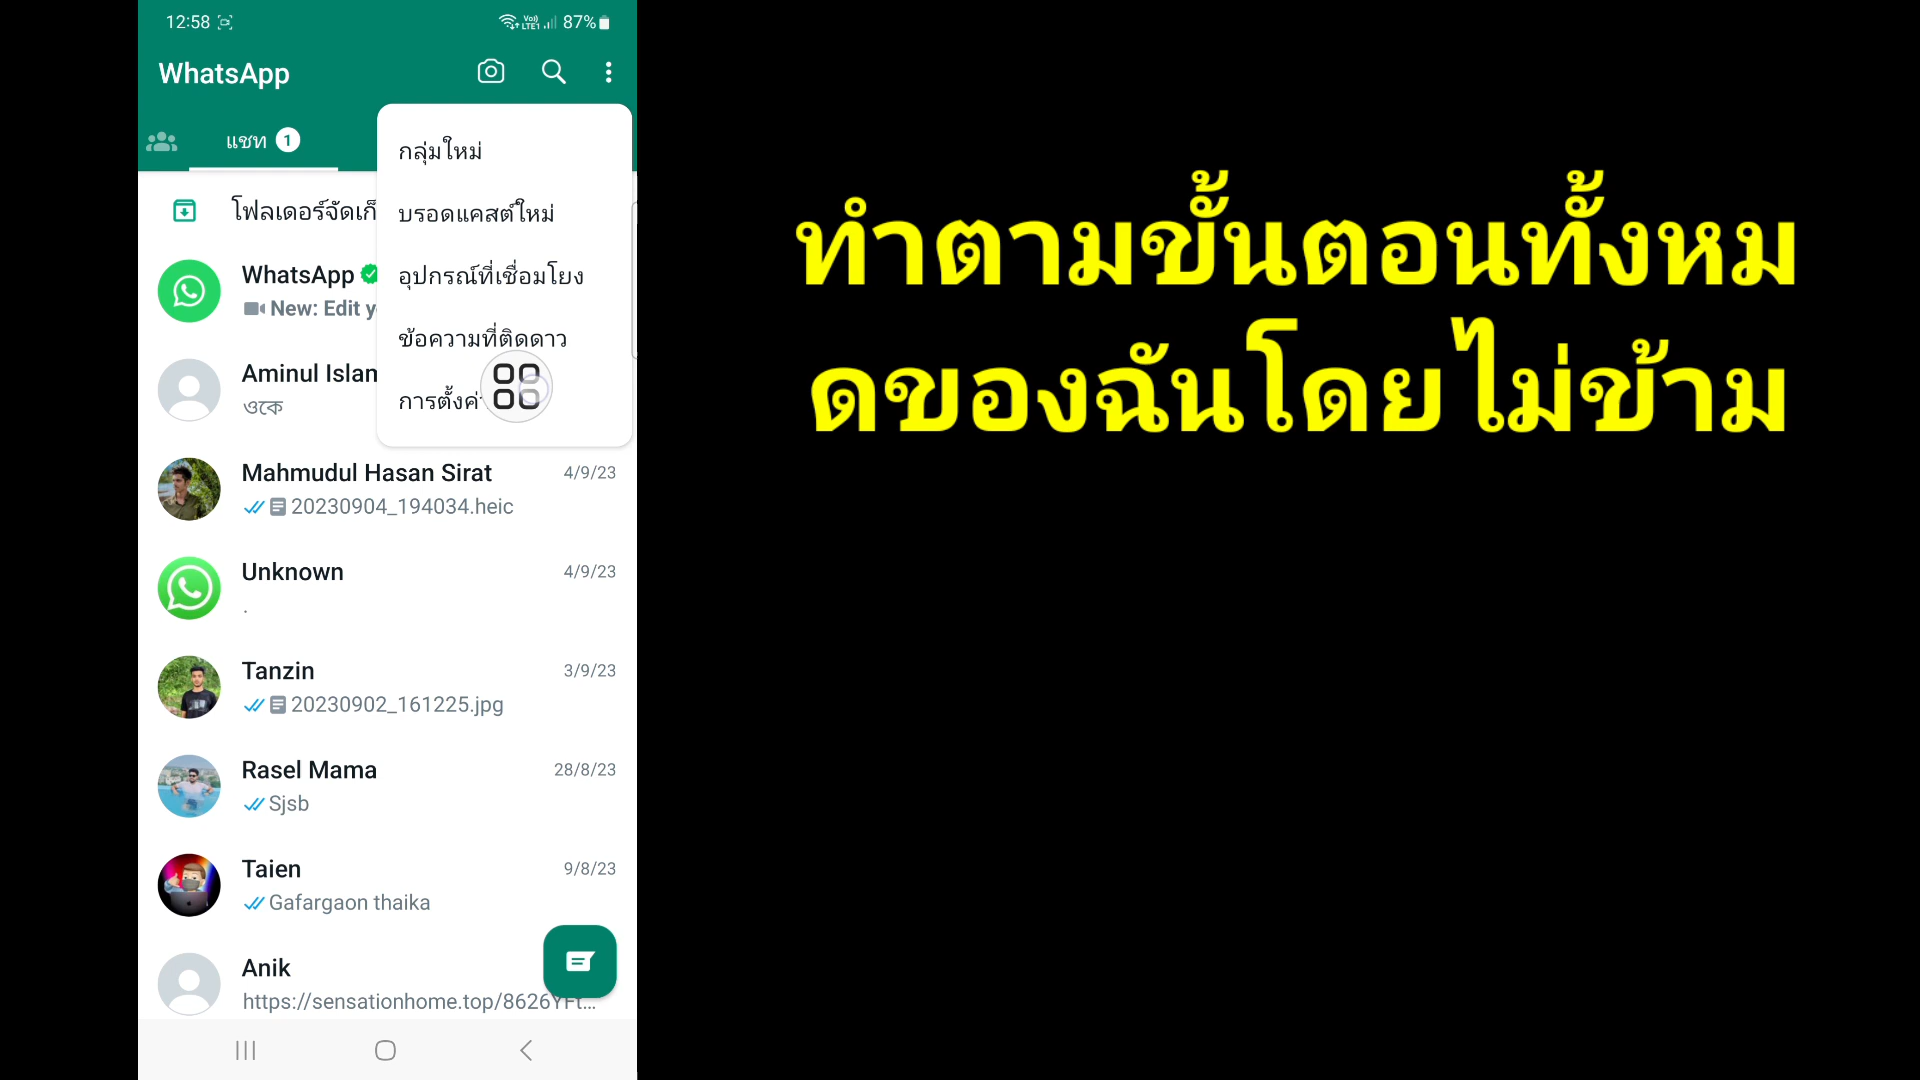 12:58
Vo)) LTE1 87%
WhatsApp
แชท 1
กลุ่มใหม่
บรอดแคสต์ใหม่
อุปกรณ์ที่เชื่อมโยง
ข้อความที่ติดดาว
โฟลเดอร์จัดเก็
WhatsApp
New: Edit y
Aminul Islan
ওকে
Mahmudul Hasan Sirat 4/9/23
20230904_194034.heic
Unknown 4/9/23
.
Tanzin 3/9/23
20230902_161225.jpg
Rasel Mama 28/8/23
Sjsb
Taien 9/8/23
Gafargaon thaika
Anik
https://sensationhome.top/8626YFt...
ทำตามขั้นตอนทั้งหม
ดของฉันโดยไม่ข้าม